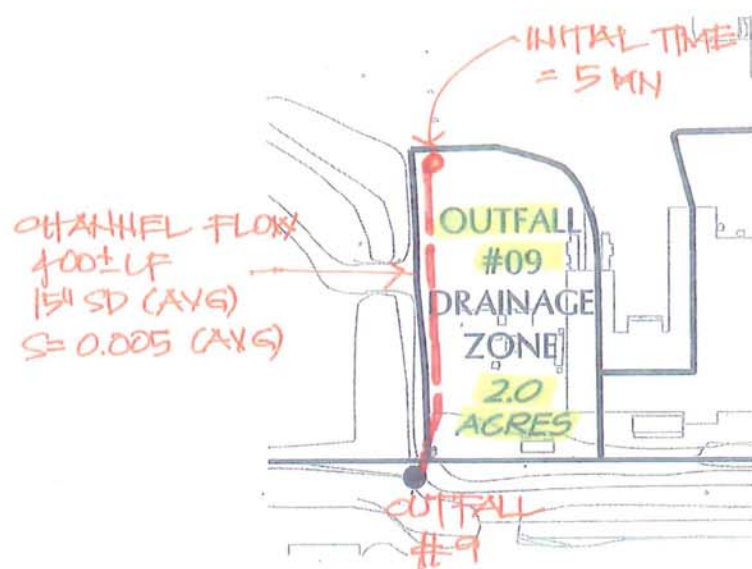 INITIAL TIME
= 5 MN
CHANNEL FLOW
400± LF
15" SD (AVG)
S= 0.005 (AVG)
OUTFALL
#09
DRAINAGE
ZONE
2.0
ACRES
OUTFALL
#9